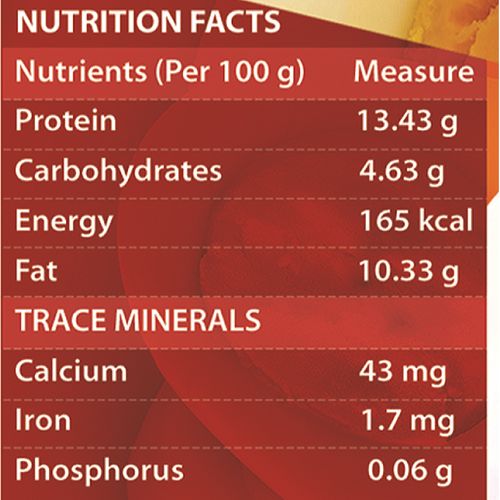 NUTRITION FACTS
Nutrients (Per 100 g) Measure
Protein 13.43 g
Carbohydrates 4.63 g
Energy 165 kcal
Fat 10.33 g
TRACE MINERALS
Calcium 43 mg
Iron 1.7 mg
Phosphorus 0.06 g